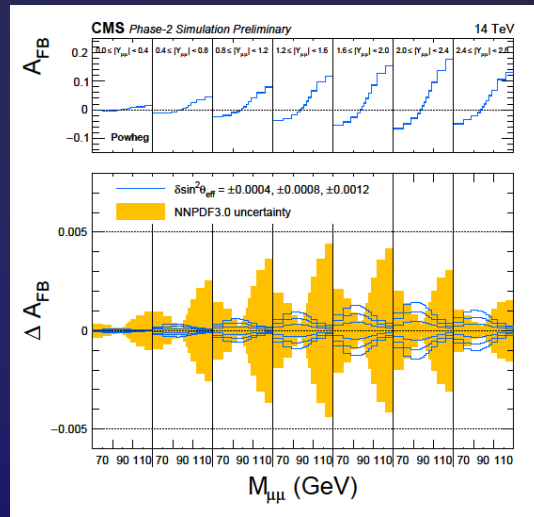 CMS Phase-2 Simulation Preliminary 14 TeV
A_FB
0.2
0.1
0
−0.1
0.0 ≤ |Y_μμ| < 0.4 0.4 ≤ |Y_μμ| < 0.8 0.8 ≤ |Y_μμ| < 1.2 1.2 ≤ |Y_μμ| < 1.6 1.6 ≤ |Y_μμ| < 2.0 2.0 ≤ |Y_μμ| < 2.4 2.4 ≤ |Y_μμ| < 2.8
Powheg
δsin²θ_eff = ±0.0004, ±0.0008, ±0.0012
NNPDF3.0 uncertainty
Δ A_FB
0.005
0
−0.005
70 90 110 70 90 110 70 90 110 70 90 110 70 90 110 70 90 110 70 90 110
M_μμ (GeV)